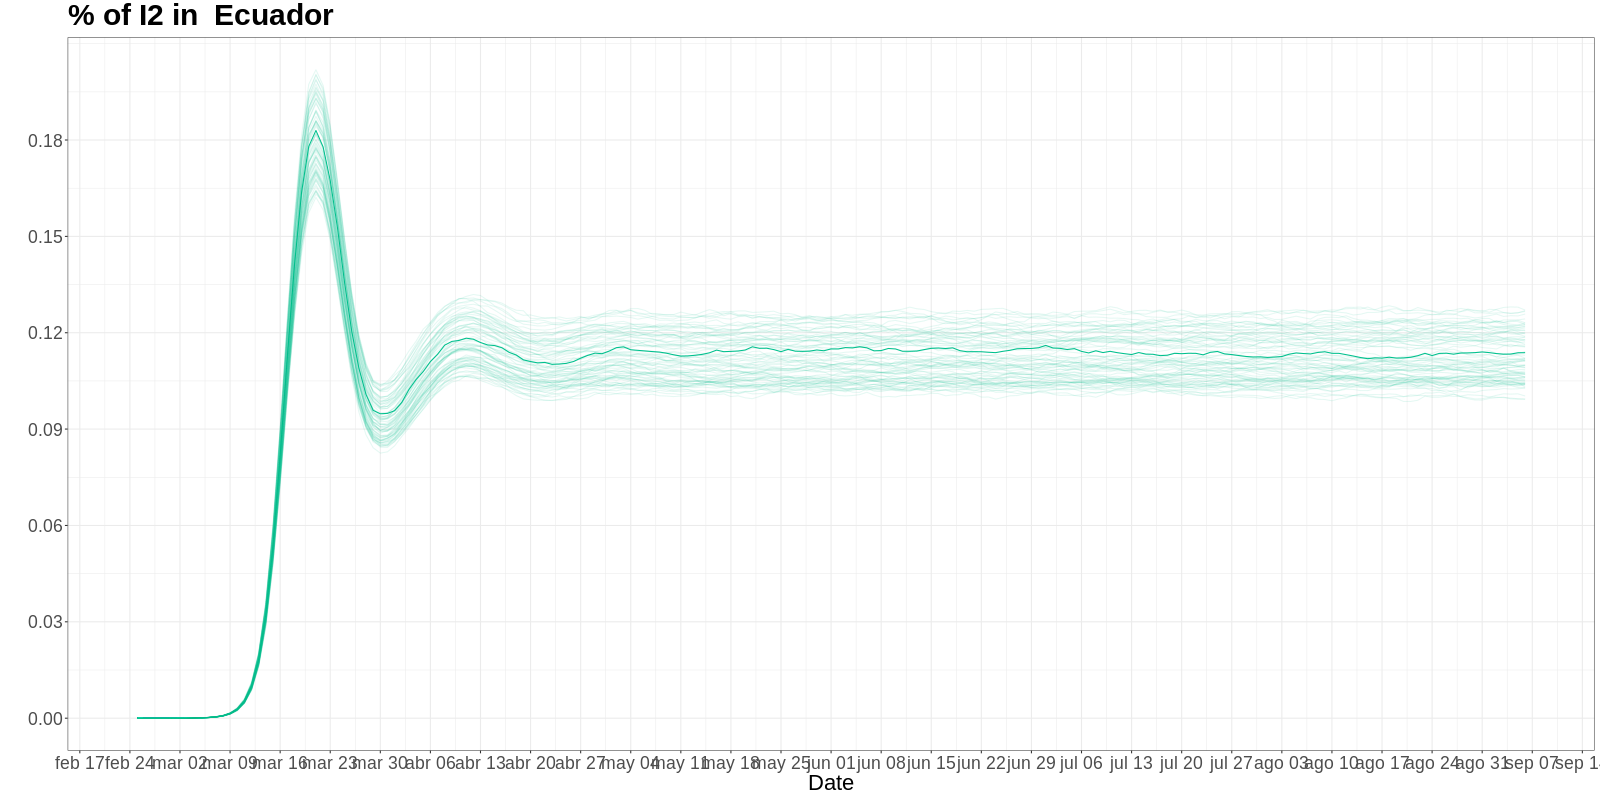 % of I2 in  Ecuador
0.18
0.15
0.12
0.09
0.06
0.03
0.00
feb 17 feb 24 mar 02 mar 09 mar 16 mar 23 mar 30 abr 06 abr 13 abr 20 abr 27 may 04 may 11 may 18 may 25 jun 01 jun 08 jun 15 jun 22 jun 29 jul 06 jul 13 jul 20 jul 27 ago 03 ago 10 ago 17 ago 24 ago 31 sep 07 sep 14
Date